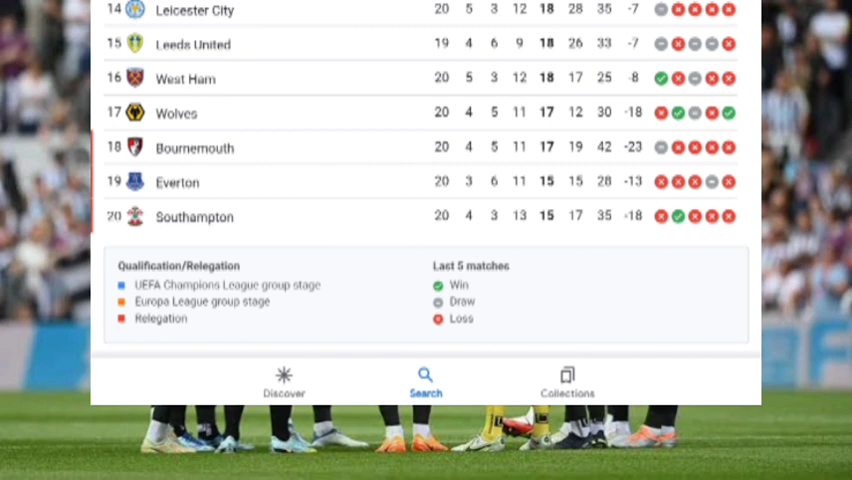 14 Leicester City 20 5 3 12 18 28 35 -7
15 Leeds United 19 4 6 9 18 26 33 -7
16 West Ham 20 5 3 12 18 17 25 -8
17 Wolves 20 4 5 11 17 12 30 -18
18 Bournemouth 20 4 5 11 17 19 42 -23
19 Everton 20 3 6 11 15 15 28 -13
20 Southampton 20 4 3 13 15 17 35 -18
Qualification/Relegation Last 5 matches
UEFA Champions League group stage Win
Europa League group stage Draw
Relegation Loss
Discover Search Collections